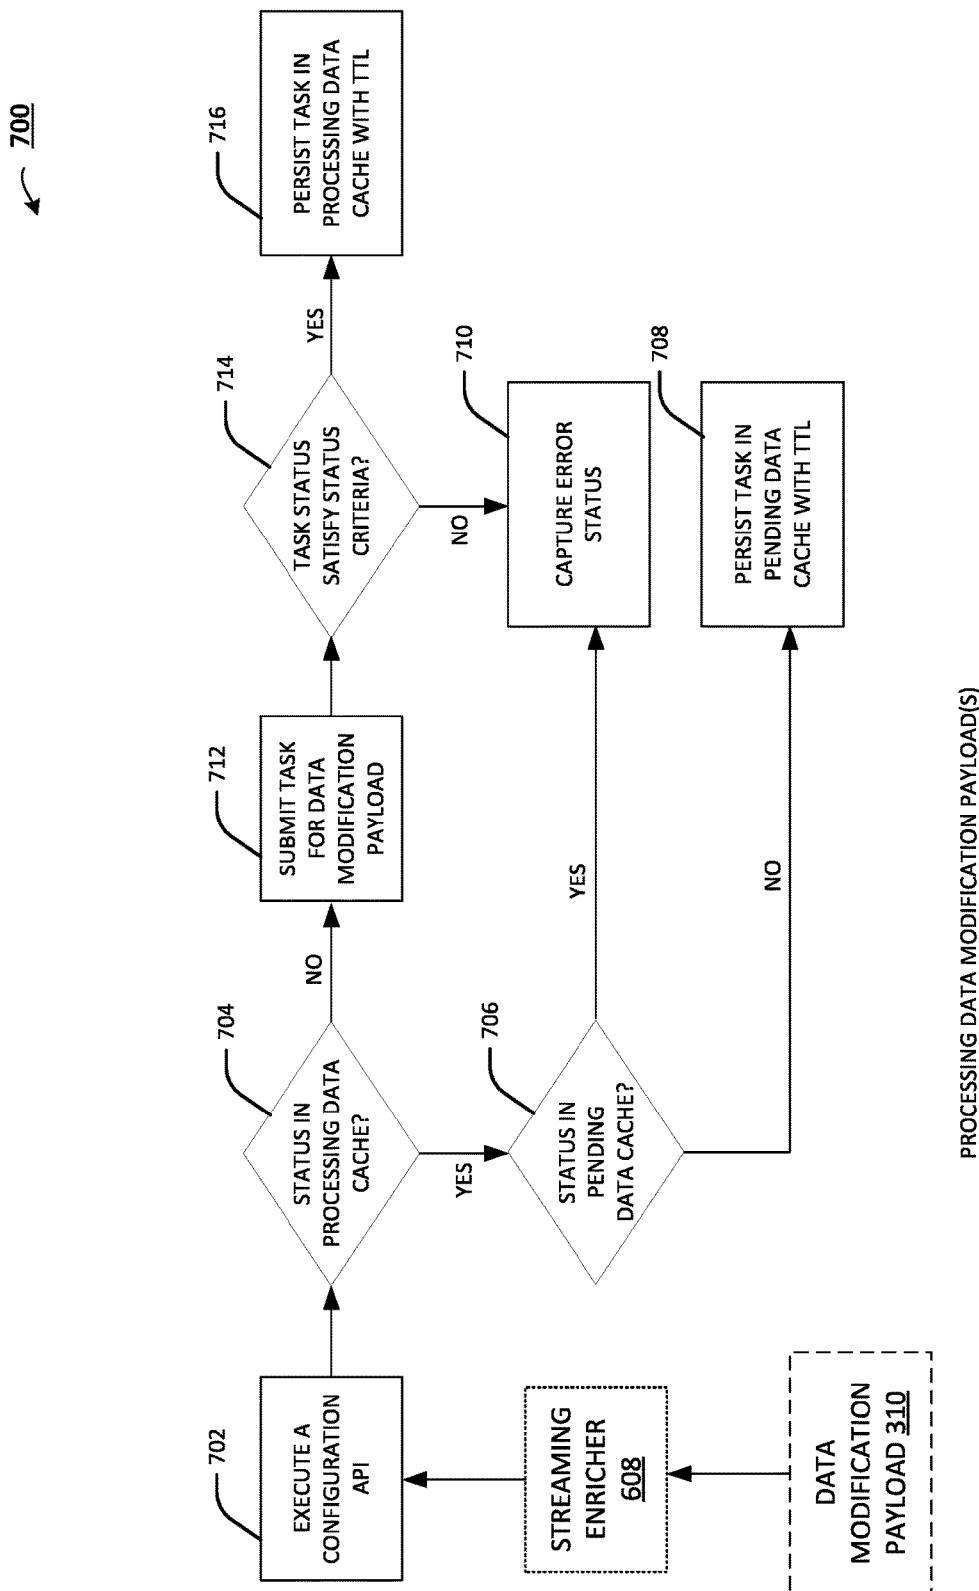 700
702
EXECUTE A
CONFIGURATION
API
STREAMING
ENRICHER
608
DATA
MODIFICATION
PAYLOAD 310
704
STATUS IN
PROCESSING DATA
CACHE?
NO
YES
706
STATUS IN
PENDING
DATA CACHE?
YES
NO
712
SUBMIT TASK
FOR DATA
MODIFICATION
PAYLOAD
714
TASK STATUS
SATISFY STATUS
CRITERIA?
YES
NO
716
PERSIST TASK IN
PROCESSING DATA
CACHE WITH TTL
710
CAPTURE ERROR
STATUS
708
PERSIST TASK IN
PENDING DATA
CACHE WITH TTL
PROCESSING DATA MODIFICATION PAYLOAD(S)